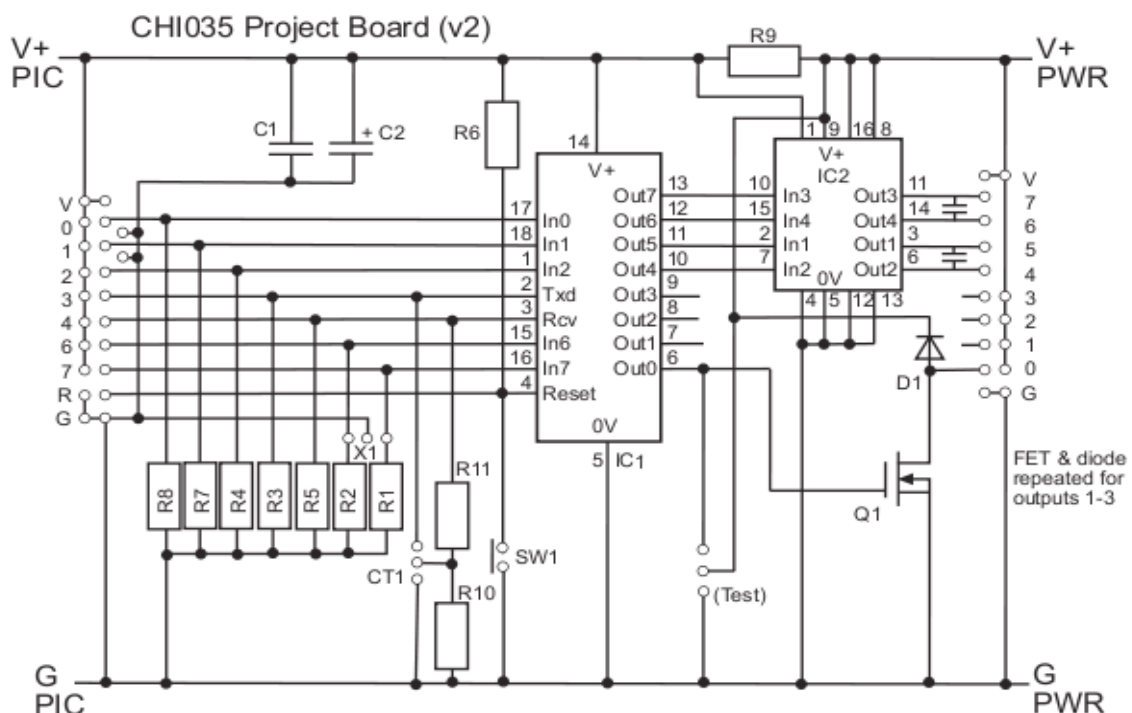 CHI035 Project Board (v2)
V+
PIC
R9
V+
PWR
C1
+ C2
R6
14
V+
1 9 16 8
V+
IC2
V
0
1
2
3
4
6
7
R
G
17 In0
18 In1
1 In2
2 Txd
3 Rcv
15 In6
16 In7
4 Reset
0V
5 IC1
Out7 13
Out6 12
Out5 11
Out4 10
Out3 9
Out2 8
Out1 7
Out0 6
10 In3 Out3 11
15 In4 Out4 14
2 In1 Out1 3
7 In2 Out2 6
0V
4 5 12 13
V
7
6
5
4
3
2
1
0
G
D1
X1
R8 R7 R4 R3 R5 R2 R1
R11
CT1
R10
SW1
(Test)
Q1
FET & diode
repeated for
outputs 1-3
G
PIC
G
PWR